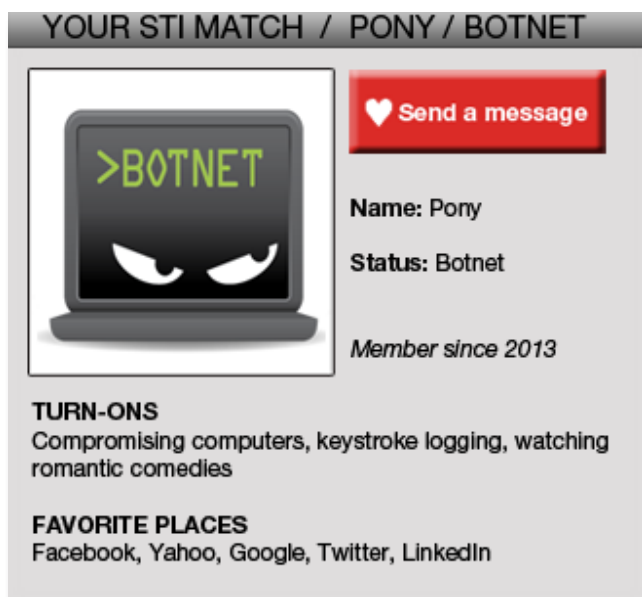 YOUR STI MATCH / PONY / BOTNET
>BOTNET
Send a message
Name: Pony
Status: Botnet
Member since 2013
TURN-ONS
Compromising computers, keystroke logging, watching
romantic comedies
FAVORITE PLACES
Facebook, Yahoo, Google, Twitter, LinkedIn